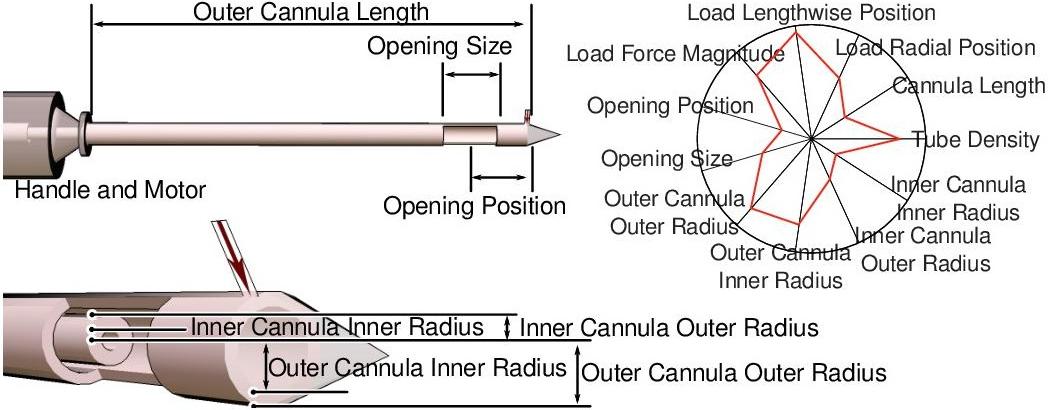 Outer Cannula Length
Opening Size
Handle and Motor
Opening Position
Inner Cannula Inner Radius
Inner Cannula Outer Radius
Outer Cannula Inner Radius
Outer Cannula Outer Radius
Load Lengthwise Position
Load Force Magnitude
Load Radial Position
Cannula Length
Opening Position
Tube Density
Opening Size
Inner Cannula
Inner Radius
Outer Cannula
Outer Radius
Inner Cannula
Outer Radius
Outer Cannula
Inner Radius